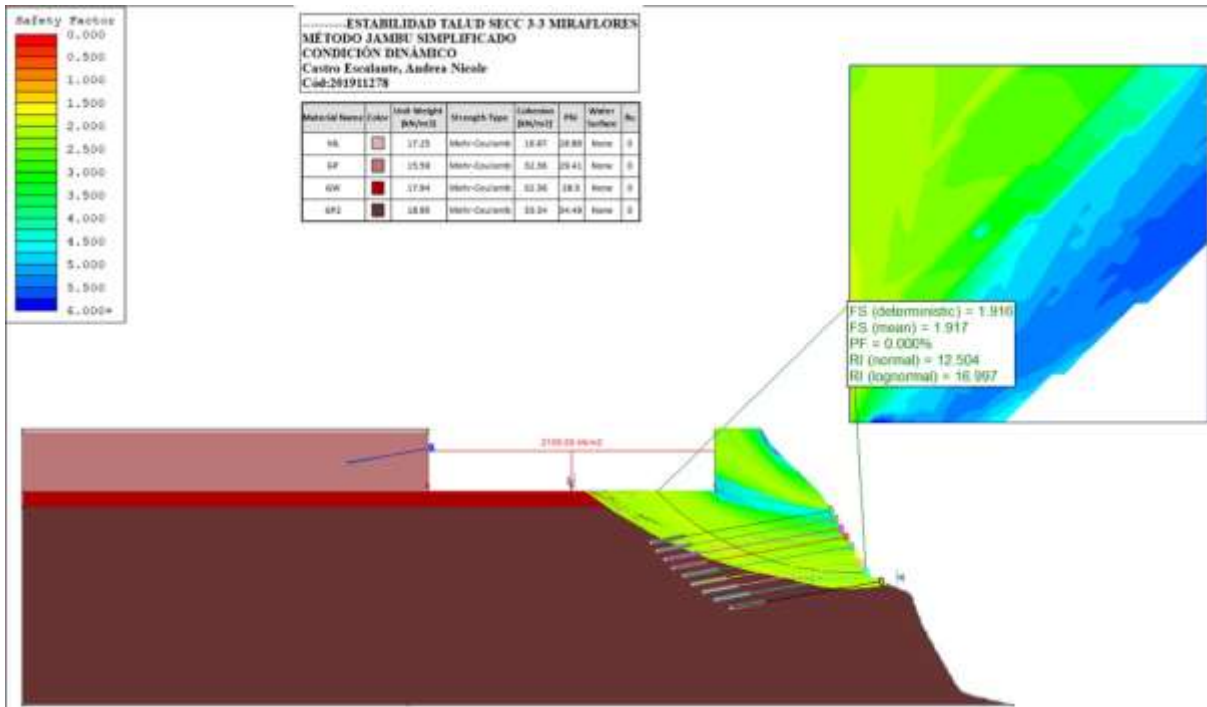 Safety Factor
0.000
0.500
1.000
1.500
2.000
2.500
3.000
3.500
4.000
4.500
5.000
5.500
6.000+
----------ESTABILIDAD TALUD SECC 3-3 MIRAFLORES
MÉTODO JAMBU SIMPLIFICADO
CONDICIÓN DINÁMICO
Castro Escalante, Andrea Nicole
Cód:201911278
Material Name Color Unit Weight (kN/m3) Strength Type Cohesion (kN/m2) Phi Water Surface Ru
17.25 Mohr-Coulomb None 0
Mohr-Coulomb None 0
GW 17.94 Mohr-Coulomb None 0
Mohr-Coulomb None 0
FS (deterministic) = 1.916
FS (mean) = 1.917
PF = 0.000%
RI (normal) = 12.504
RI (lognormal) = 16.997